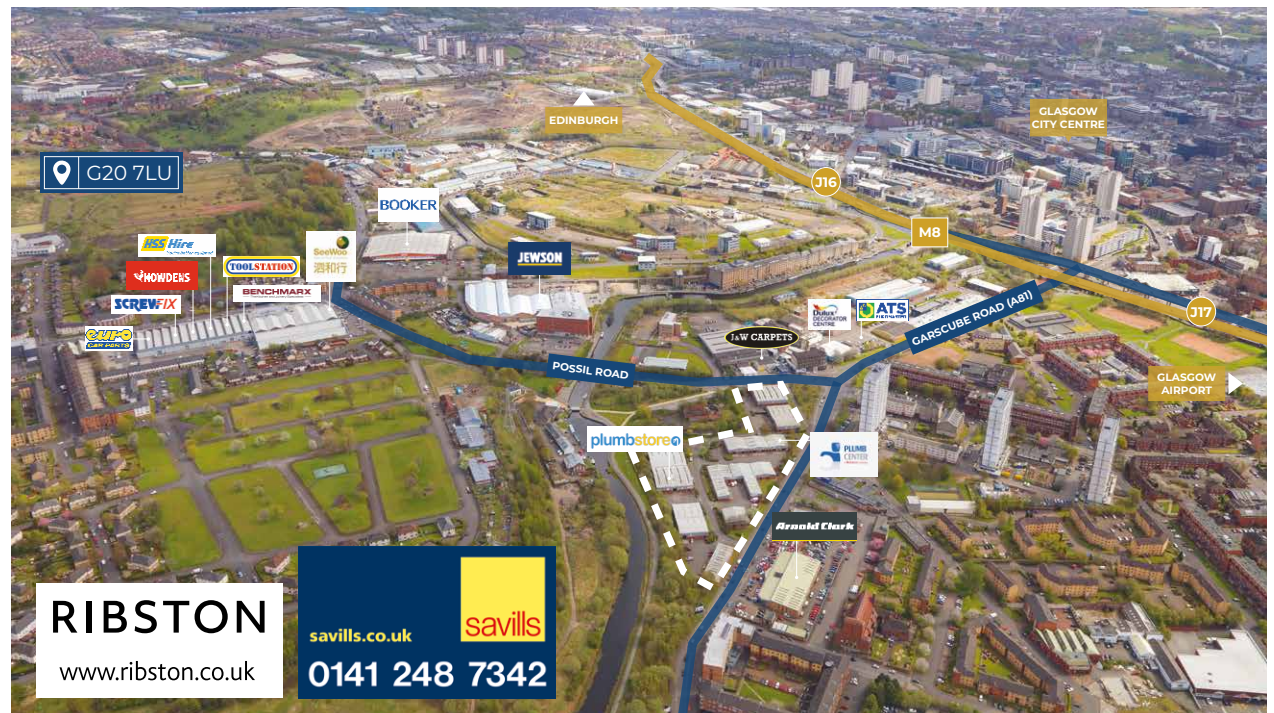 GLASGOW
CITY CENTRE
EDINBURGH
G20 7LU
J16
BOOKER
M8
HSS Hire
SeeWoo
泗和行
JEWSON
TOOLSTATION
HOWDENS
BENCHMARX
SCREWFIX
Dulux
DECORATOR
CENTRE
ATS
J17
GARSCUBE ROAD (A81)
euro
CAR PARTS
J&W CARPETS
POSSIL ROAD
GLASGOW
AIRPORT
plumbstore
PLUMB
CENTER
Arnold Clark
RIBSTON
www.ribston.co.uk
savills
savills.co.uk
0141 248 7342